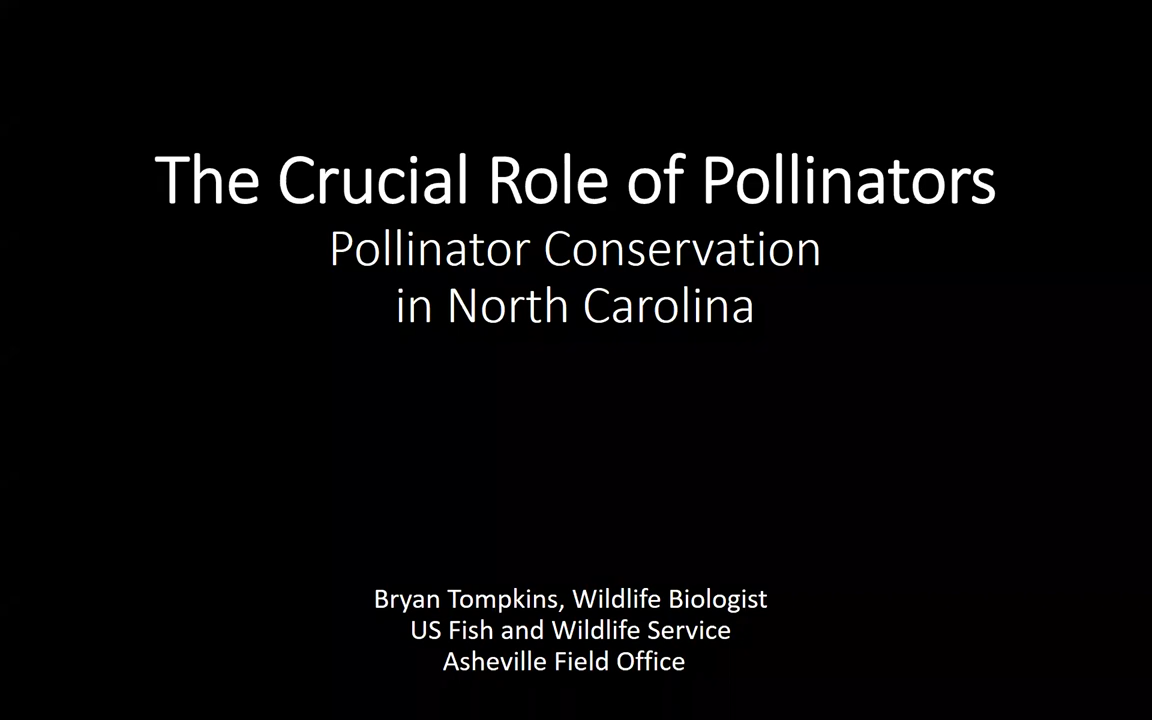 The Crucial Role of Pollinators
Pollinator Conservation
in North Carolina
Bryan Tompkins, Wildlife Biologist
US Fish and Wildlife Service
Asheville Field Office